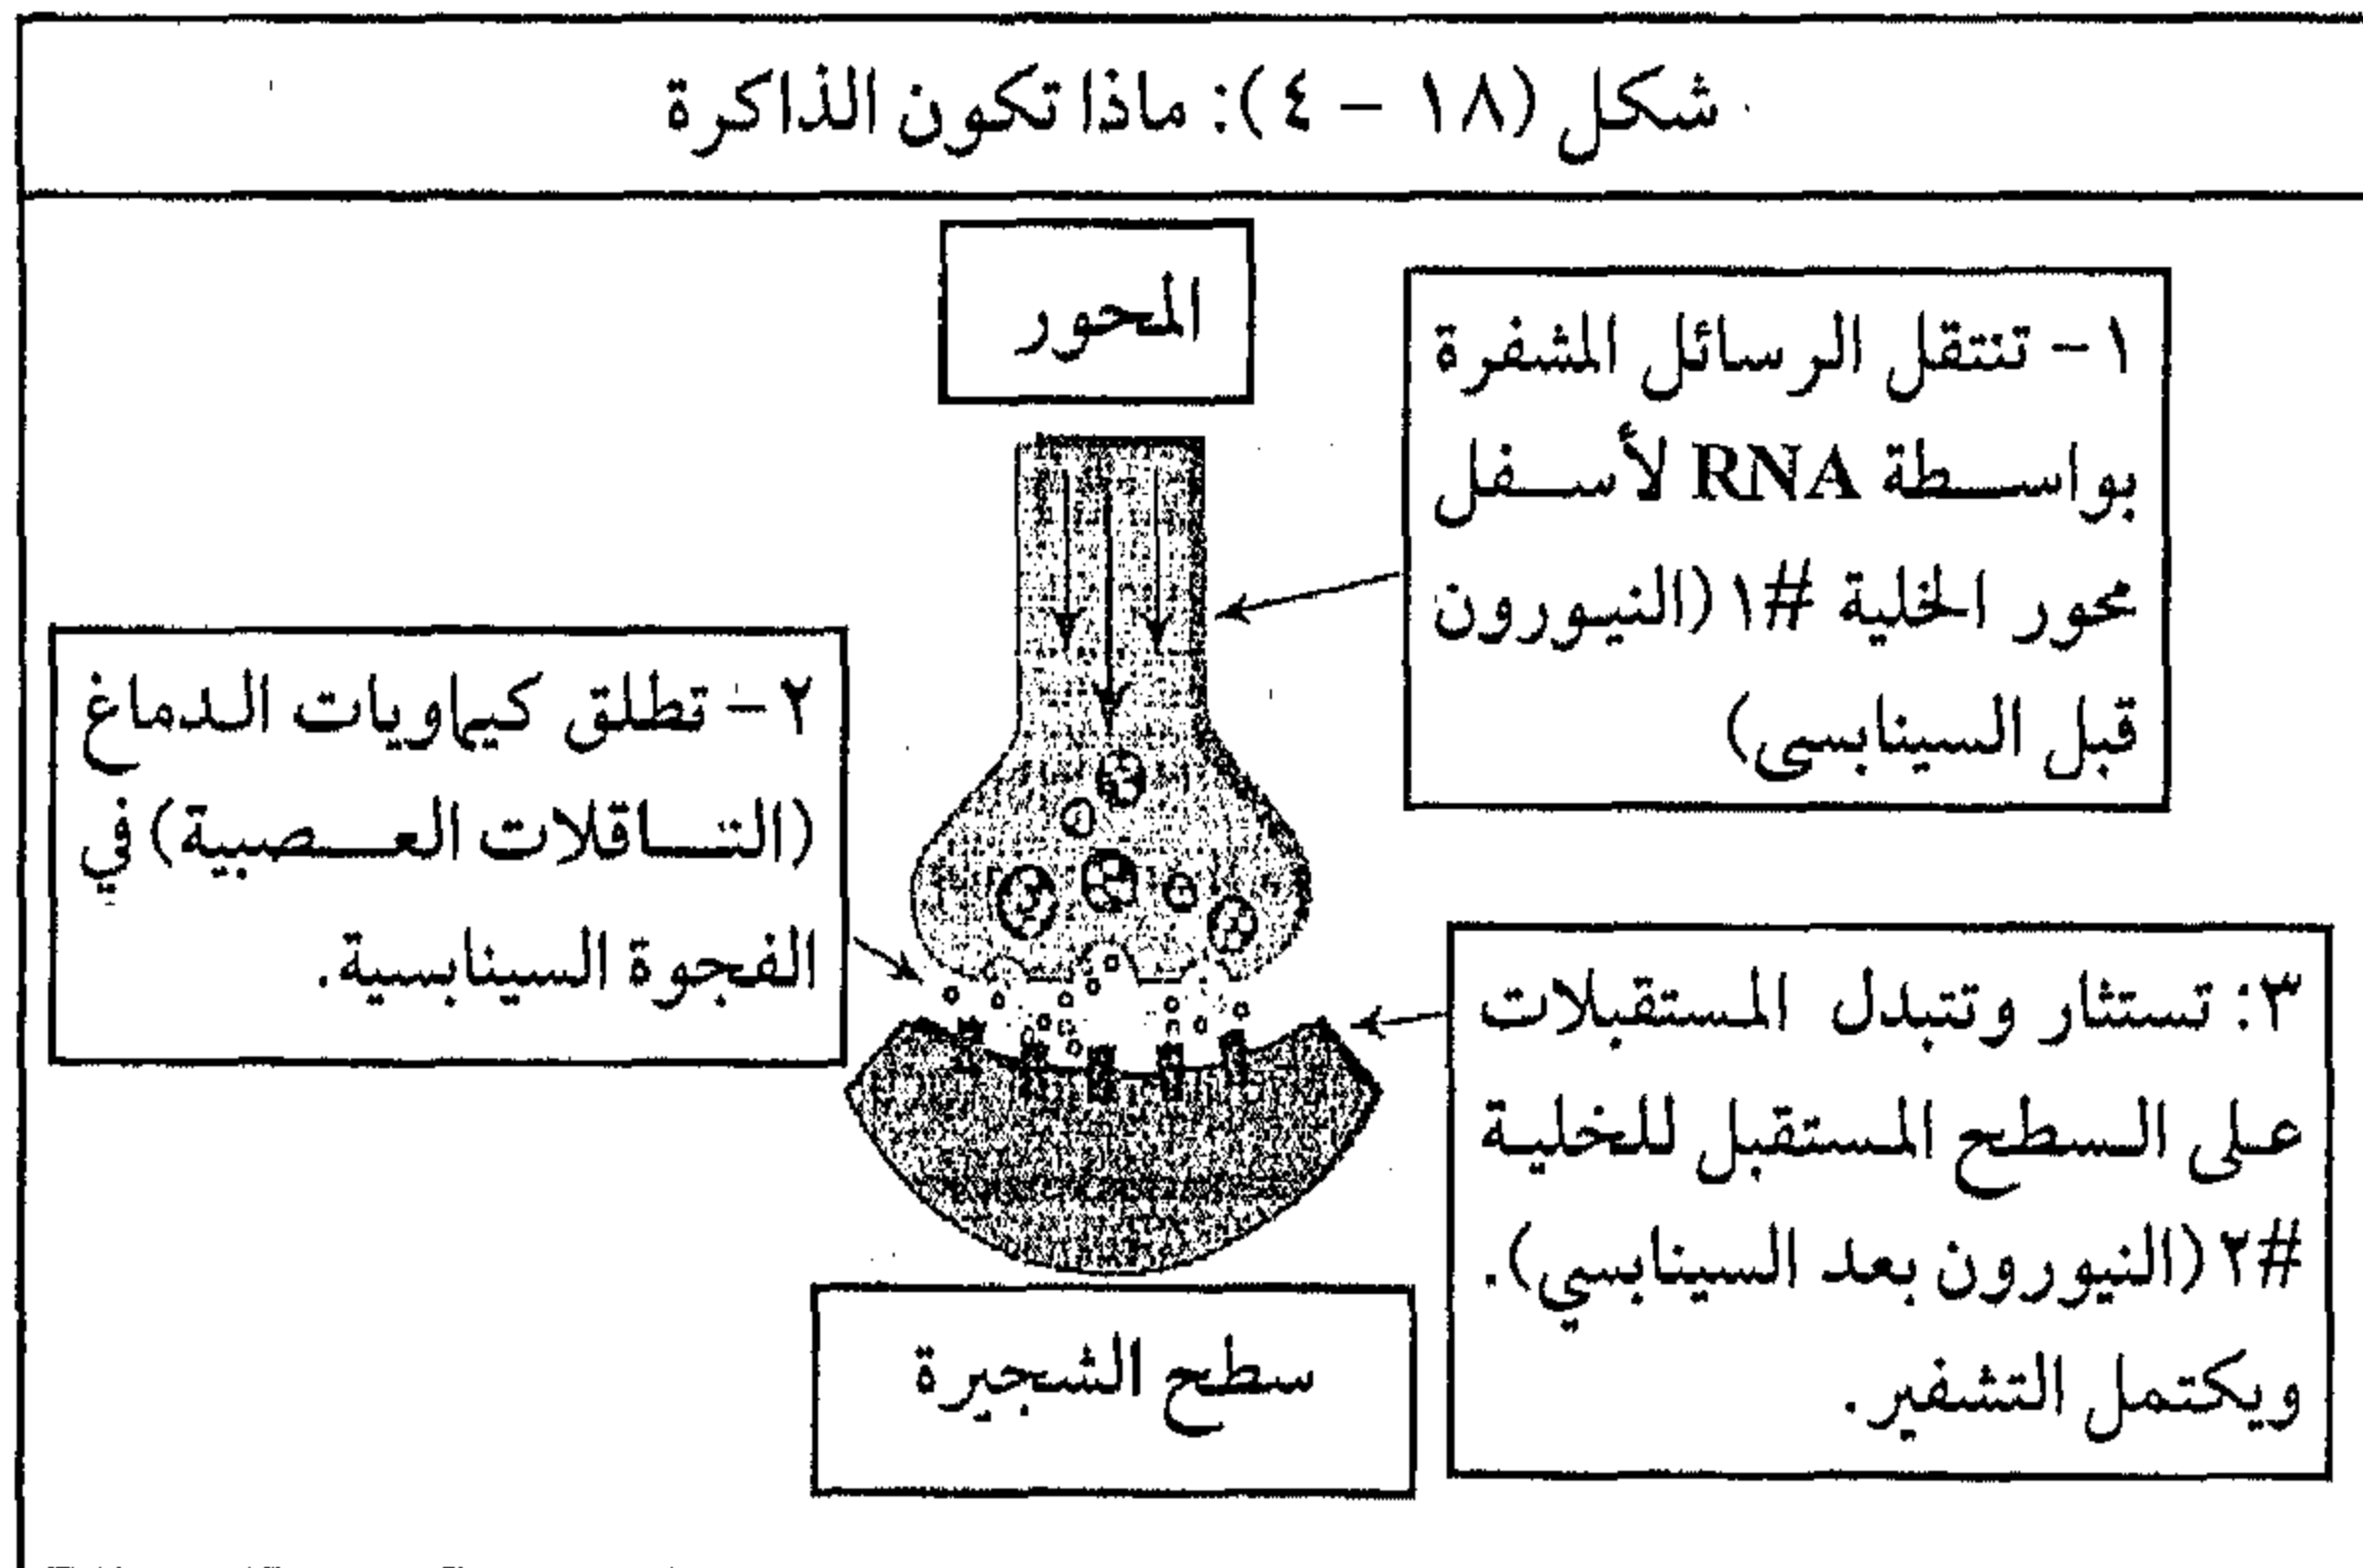 شكل (١٨ – ٤): ماذا تكون الذاكرة
المحور
١- تنتقل الرسائل المشفرة
بواسطة RNA لأسفل
محور الخلية #١ (النيورون
قبل السينابسى)
٢- تطلق كيماويات الدماغ
(التناقلات العصبية) في
الفجوة السينابسية.
٣: تستثار وتتبدل المستقبلات
على السطح المستقبل للخلية
#٢ (النيورون بعد السينابسي).
ويكتمل التشفير.
سطح الشجيرة